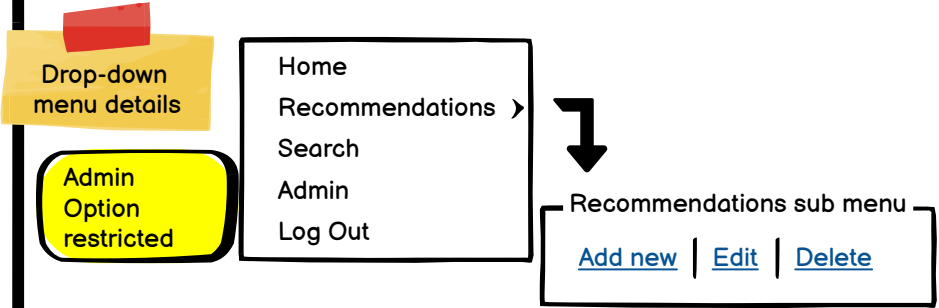 Drop-down
menu details
Home
Recommendations
Search
Admin
Log Out
Admin
Option
restricted
Recommendations sub menu
Add new | Edit | Delete